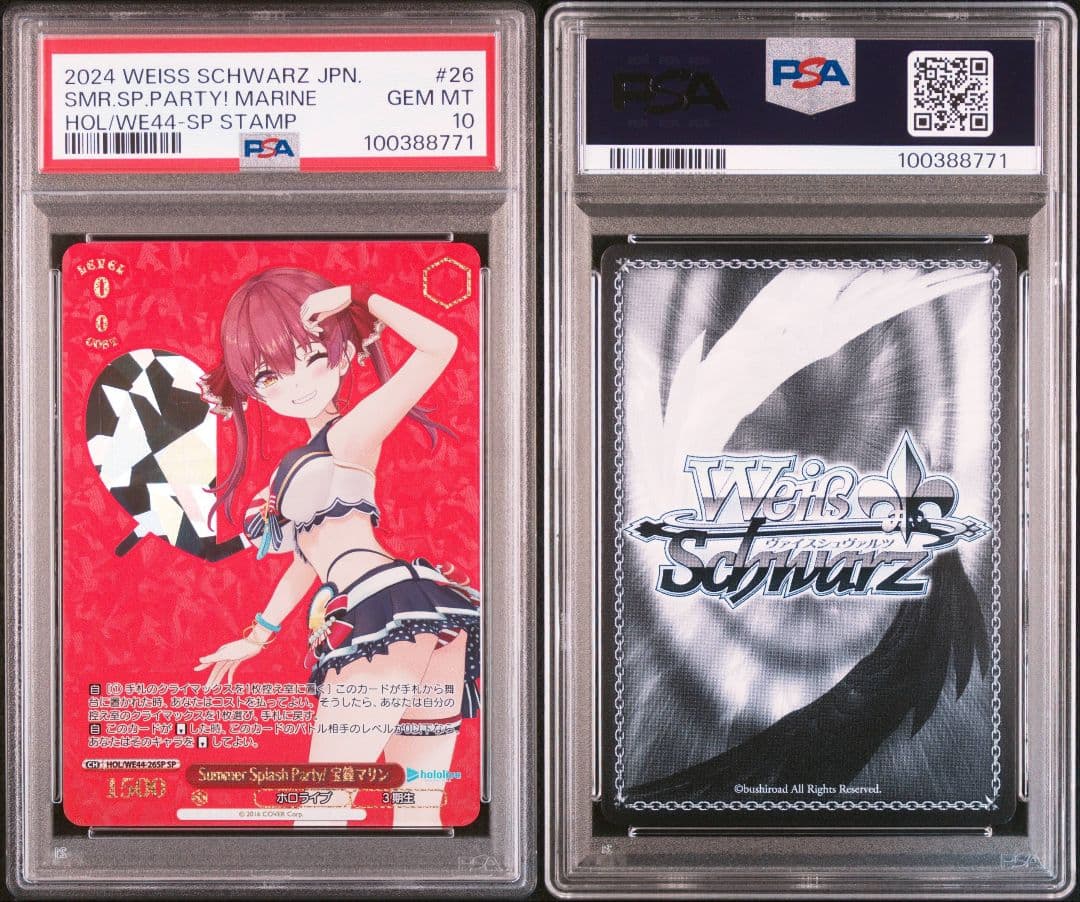 2024 WEISS SCHWARZ JPN.
#26
SMR.SP.PARTY! MARINE
GEM MT
HOL/WE44-SP STAMP
10
PSA
100388771
LEVEL
0
0
COST
自 [⑴ 手札のクライマックスを1枚控え室に置く] このカードが手札から舞
台に置かれた時、あなたはコストを払ってよい。そうしたら、あなたは自分の
控え室のクライマックスを1枚選び、手札に戻す。
自 このカードが した時、このカードのバトル相手のレベルが0以下なら、
あなたはそのキャラを してよい。
CH HOL/WE44-26SP SP
1500
Summer Splash Party! 宝鐘マリン
hololive
ホロライブ
3期生
© 2016 COVER Corp.
PSA
PSA
PSA
100388771
Weiß
ヴァイスシュヴァルツ
Schwarz
©bushiroad All Rights Reserved.
PSA